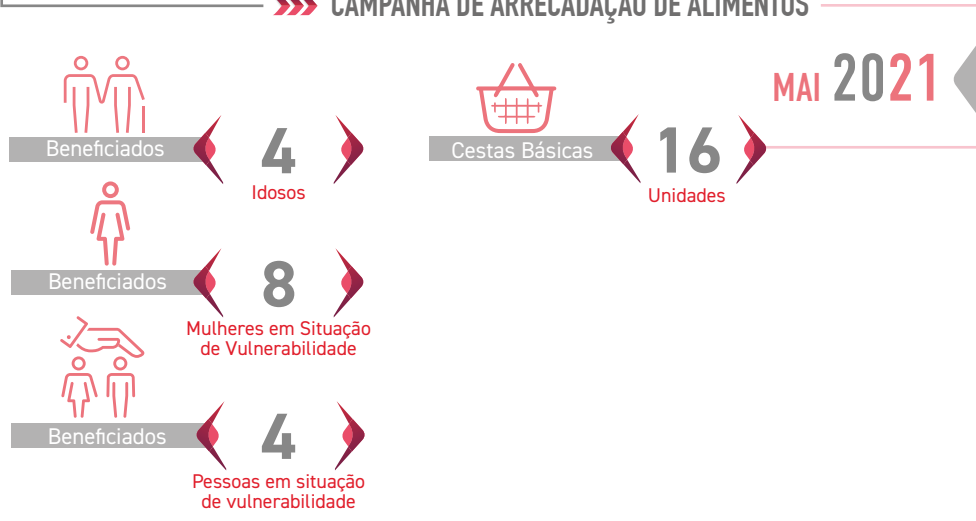 CAMPANHA DE ARRECADAÇÃO DE ALIMENTOS
MAI 2021
Beneficiados
4
Idosos
Cestas Básicas
16
Unidades
Beneficiados
8
Mulheres em Situação
de Vulnerabilidade
Beneficiados
4
Pessoas em situação
de vulnerabilidade